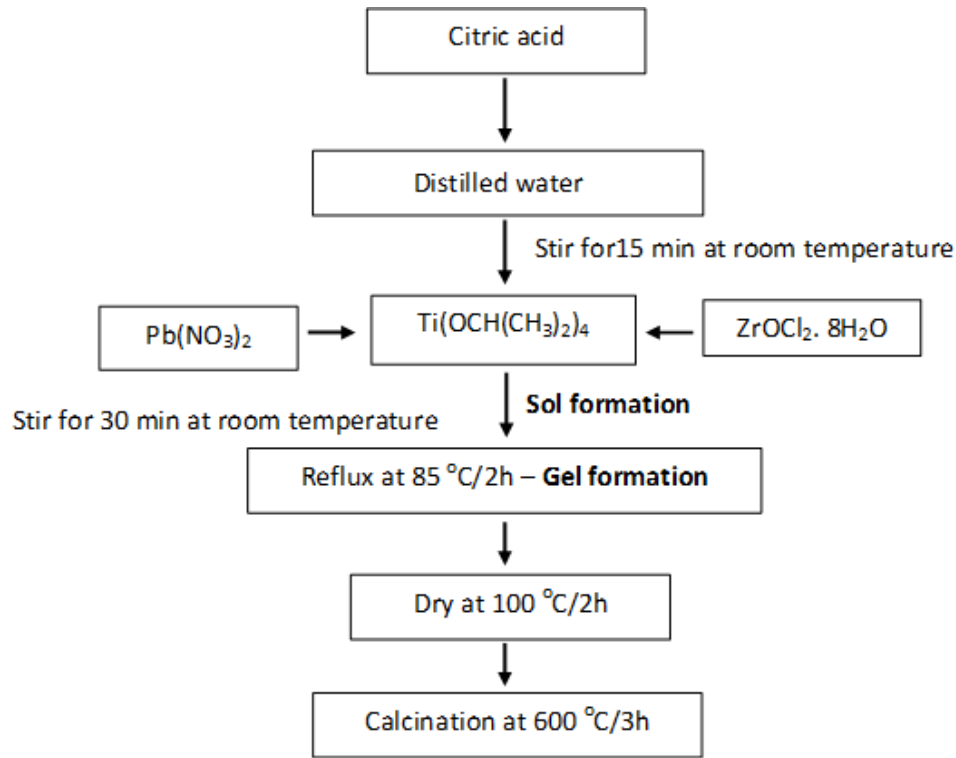 Citric acid
Distilled water
Stir for15 min at room temperature
Pb(NO₃)₂
Ti(OCH(CH₃)₂)₄
ZrOCl₂. 8H₂O
Sol formation
Stir for 30 min at room temperature
Reflux at 85 °C/2h – Gel formation
Dry at 100 °C/2h
Calcination at 600 °C/3h